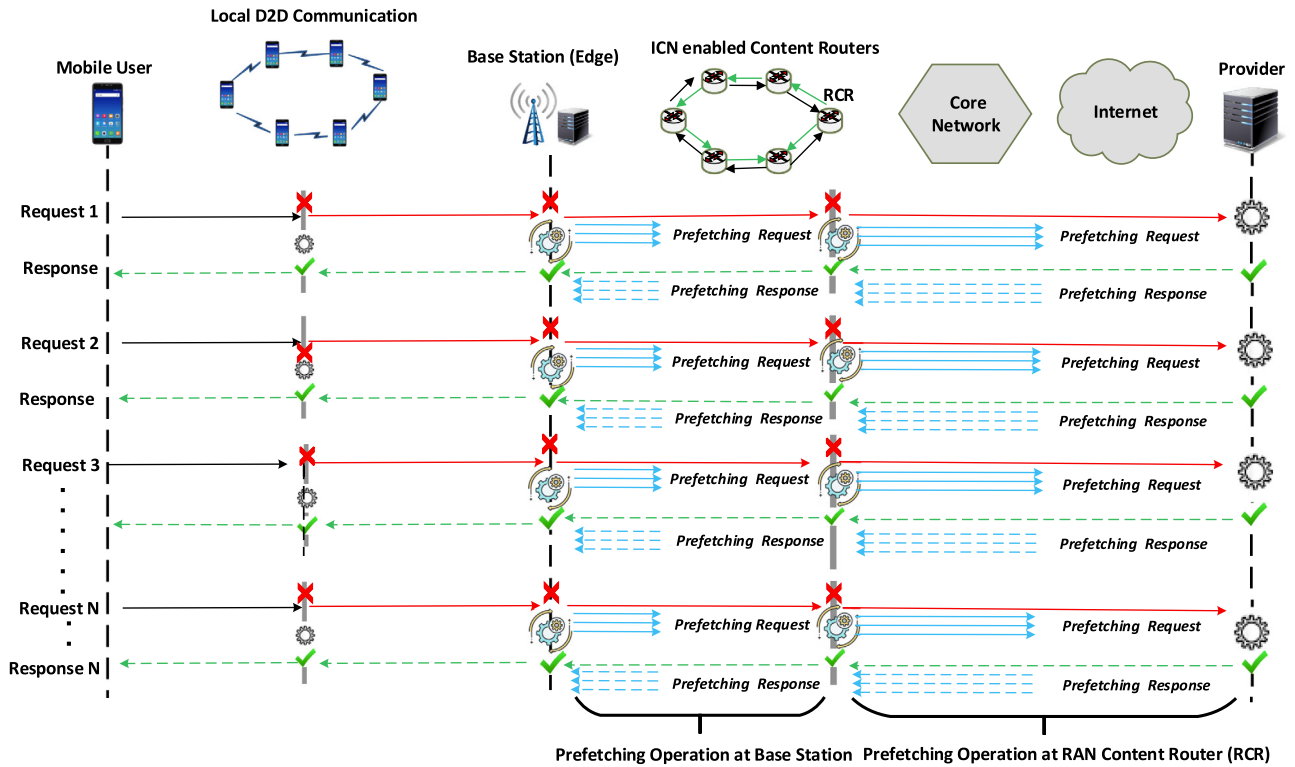 Local D2D Communication
Mobile User
Base Station (Edge)
ICN enabled Content Routers
RCR
Core
Network
Internet
Provider
Request 1
Prefetching Request
Prefetching Request
Response
Prefetching Response
Prefetching Response
Request 2
Prefetching Request
Prefetching Request
Response
Prefetching Response
Prefetching Response
Request 3
Prefetching Request
Prefetching Request
Prefetching Response
Prefetching Response
Request N
Prefetching Request
Prefetching Request
Response N
Prefetching Response
Prefetching Response
Prefetching Operation at Base Station
Prefetching Operation at RAN Content Router (RCR)